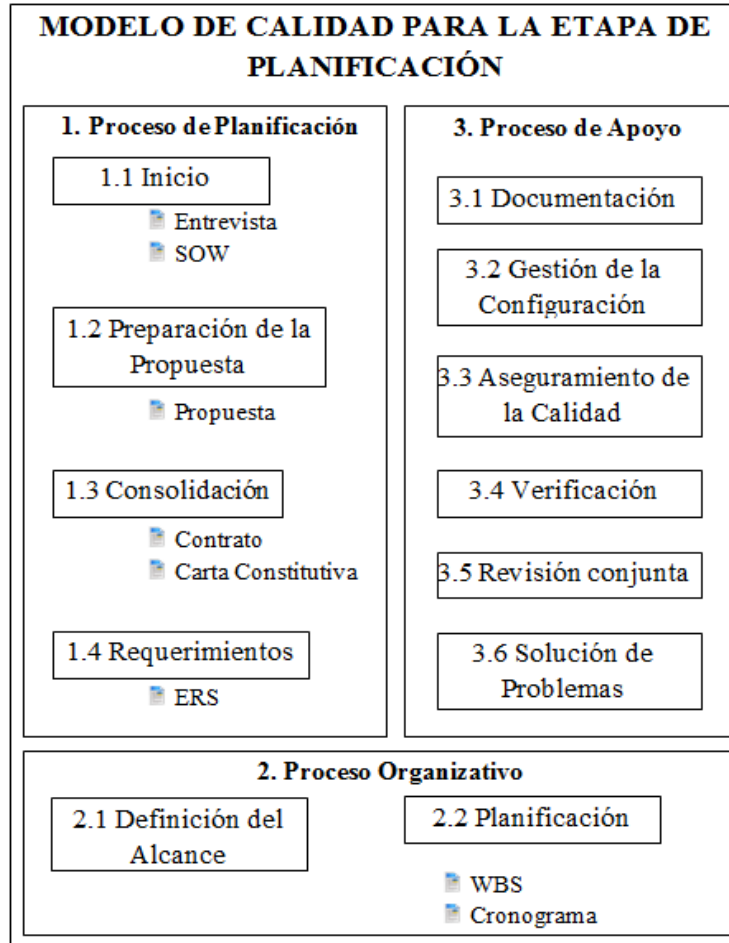 MODELO DE CALIDAD PARA LA ETAPA DE
PLANIFICACIÓN
1. Proceso de Planificación
1.1 Inicio
Entrevista
SOW
1.2 Preparación de la
Propuesta
Propuesta
1.3 Consolidación
Contrato
Carta Constitutiva
1.4 Requerimientos
ERS
3. Proceso de Apoyo
3.1 Documentación
3.2 Gestión de la
Configuración
3.3 Aseguramiento de
la Calidad
3.4 Verificación
3.5 Revisión conjunta
3.6 Solución de
Problemas
2. Proceso Organizativo
2.1 Definición del
Alcance
2.2 Planificación
WBS
Cronograma